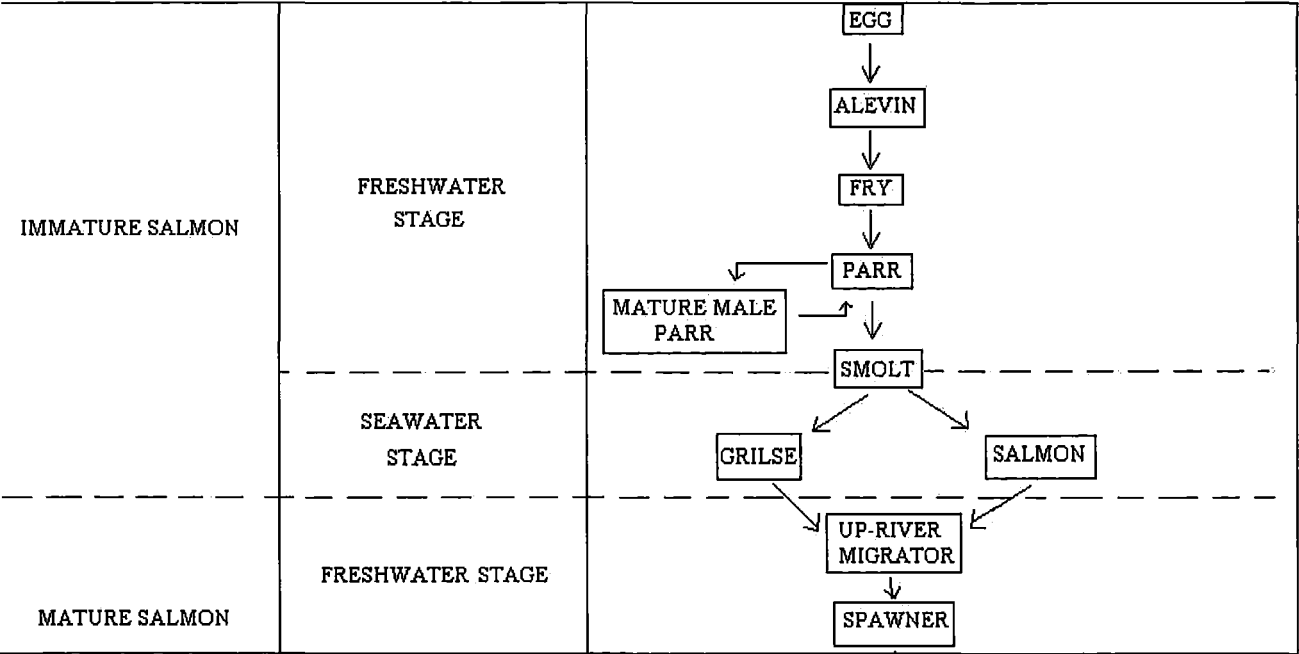 EGG
ALEVIN
FRY
FRESHWATER
STAGE
IMMATURE SALMON
PARR
MATURE MALE
PARR
SMOLT
SEAWATER
STAGE
GRILSE
SALMON
UP-RIVER
MIGRATOR
FRESHWATER STAGE
MATURE SALMON
SPAWNER